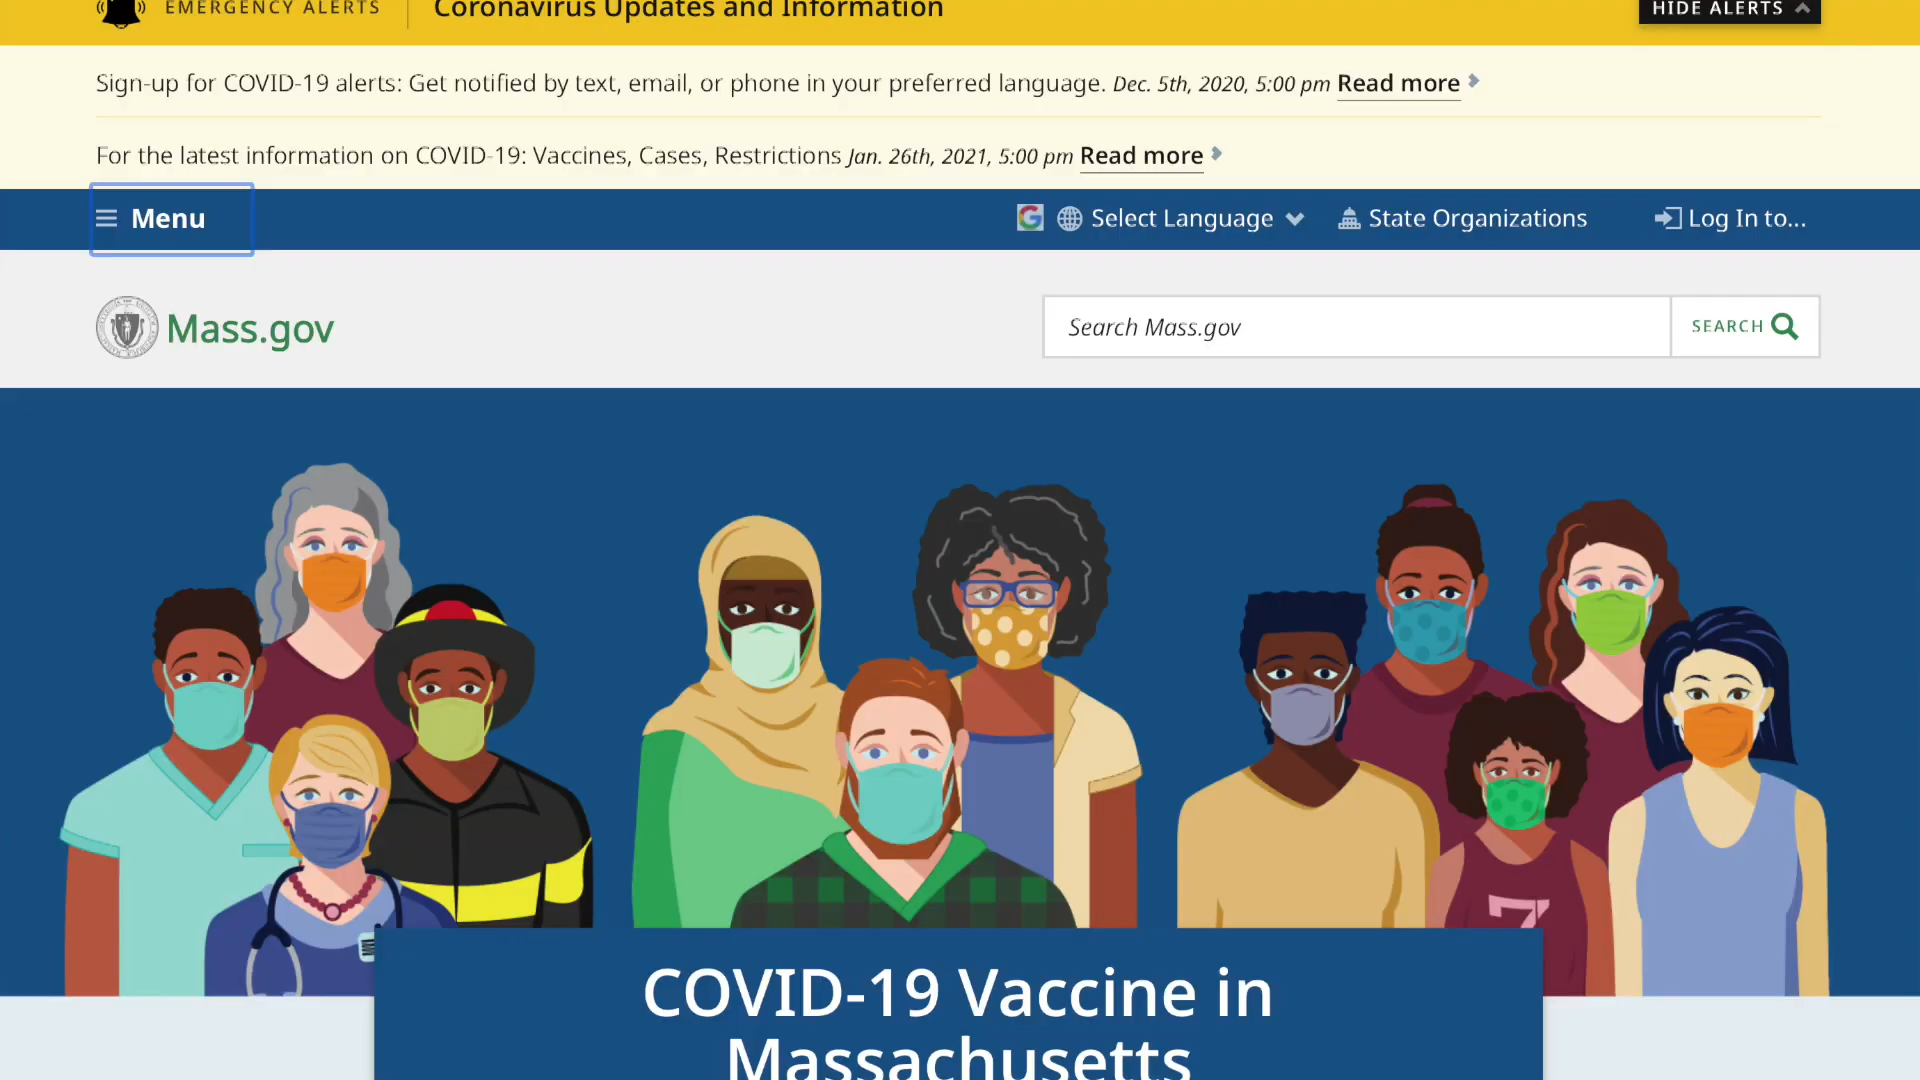 EMERGENCY ALERTS
Coronavirus Updates and Information
HIDE ALERTS
Sign-up for COVID-19 alerts: Get notified by text, email, or phone in your preferred language. Dec. 5th, 2020, 5:00 pm Read more
For the latest information on COVID-19: Vaccines, Cases, Restrictions Jan. 26th, 2021, 5:00 pm Read more
Menu
Select Language
State Organizations
Log In to...
Mass.gov
Search Mass.gov
SEARCH
7
COVID-19 Vaccine in
Massachusetts